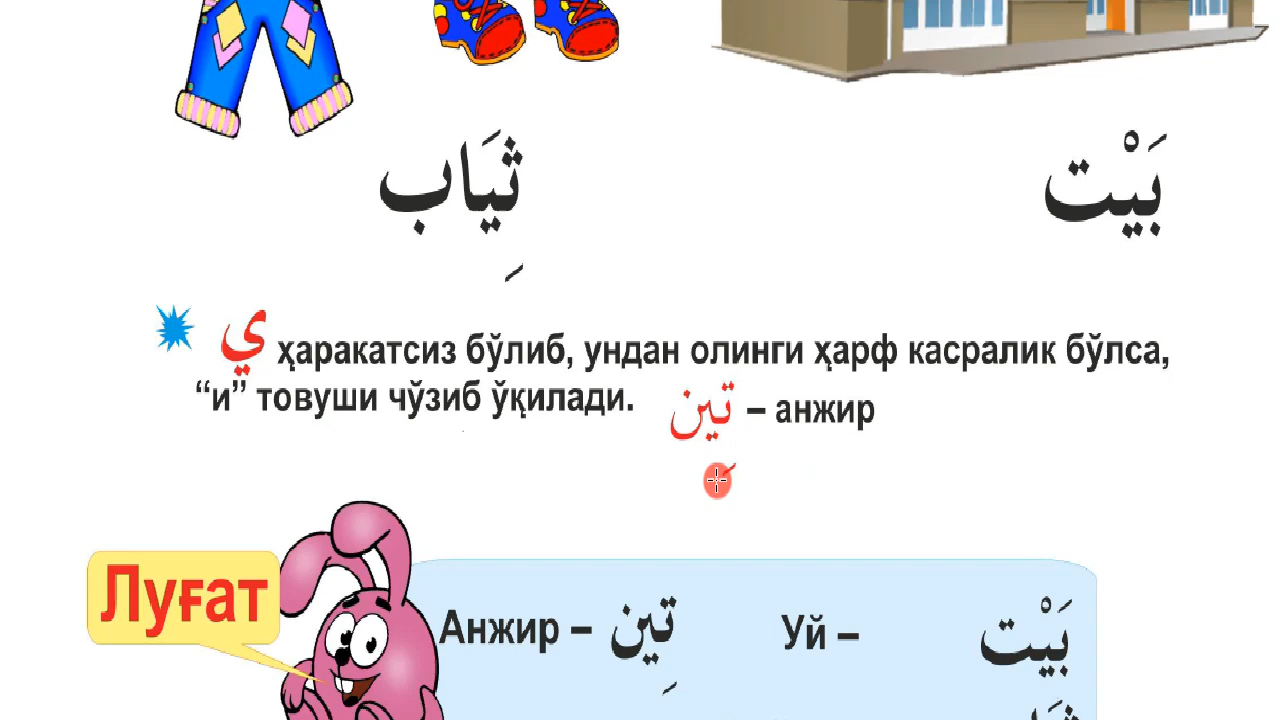 ثِيَاب
بَيْت
ي ҳаракатсиз бўлиб, ундан олинги ҳарф касралик бўлса,
“и” товуши чўзиб ўқилади. تِين – анжир
Луғат
Анжир – تِين
Уй – بَيْت